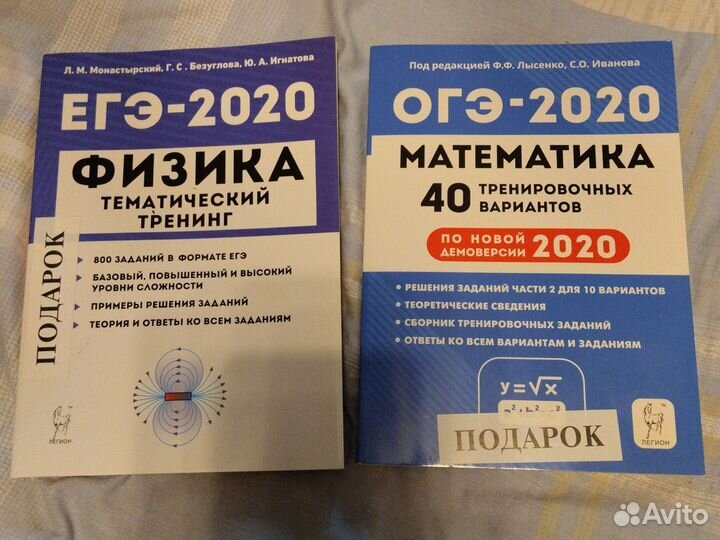 Л. М. Монастырский, Г. С. Безуглова, Ю. А. Игнатова
ЕГЭ-2020
ФИЗИКА
ТЕМАТИЧЕСКИЙ
ТРЕНИНГ
800 ЗАДАНИЙ В ФОРМАТЕ ЕГЭ
БАЗОВЫЙ, ПОВЫШЕННЫЙ И ВЫСОКИЙ
УРОВНИ СЛОЖНОСТИ
ПРИМЕРЫ РЕШЕНИЯ ЗАДАНИЙ
ТЕОРИЯ И ОТВЕТЫ КО ВСЕМ ЗАДАНИЯМ
ПОДАРОК
ЛЕГИОН
Под редакцией Ф.Ф. Лысенко, С.О. Иванова
ОГЭ-2020
МАТЕМАТИКА
40 ТРЕНИРОВОЧНЫХ
ВАРИАНТОВ
ПО НОВОЙ
ДЕМОВЕРСИИ 2020
РЕШЕНИЯ ЗАДАНИЙ ЧАСТИ 2 ДЛЯ 10 ВАРИАНТОВ
ТЕОРЕТИЧЕСКИЕ СВЕДЕНИЯ
СБОРНИК ТРЕНИРОВОЧНЫХ ЗАДАНИЙ
ОТВЕТЫ КО ВСЕМ ВАРИАНТАМ И ЗАДАНИЯМ
y=√x
ПОДАРОК
ЛЕГИОН
Avito